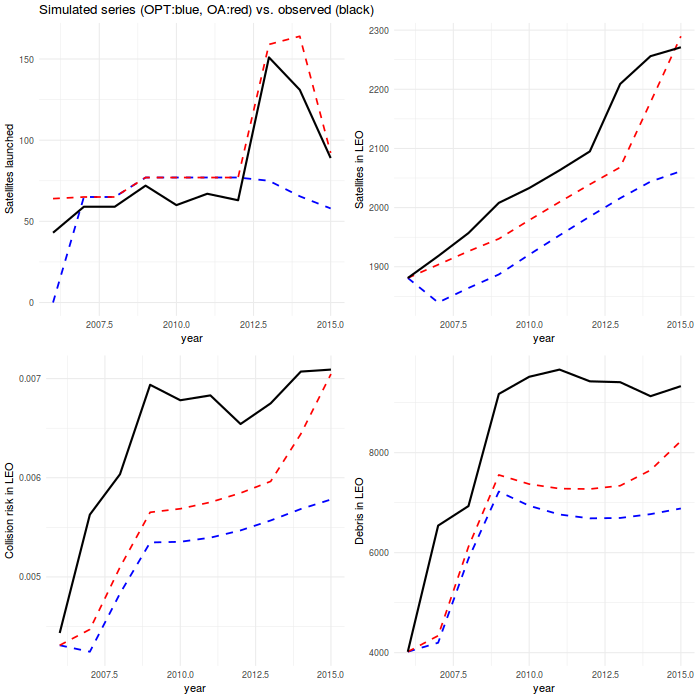 Simulated series (OPT:blue, OA:red) vs. observed (black)
Satellites launched
150
100
50
0
2007.5 2010.0 2012.5 2015.0
year
Satellites in LEO
2300
2200
2100
2000
1900
2007.5 2010.0 2012.5 2015.0
year
Collision risk in LEO
0.007
0.006
0.005
2007.5 2010.0 2012.5 2015.0
year
Debris in LEO
8000
6000
4000
2007.5 2010.0 2012.5 2015.0
year